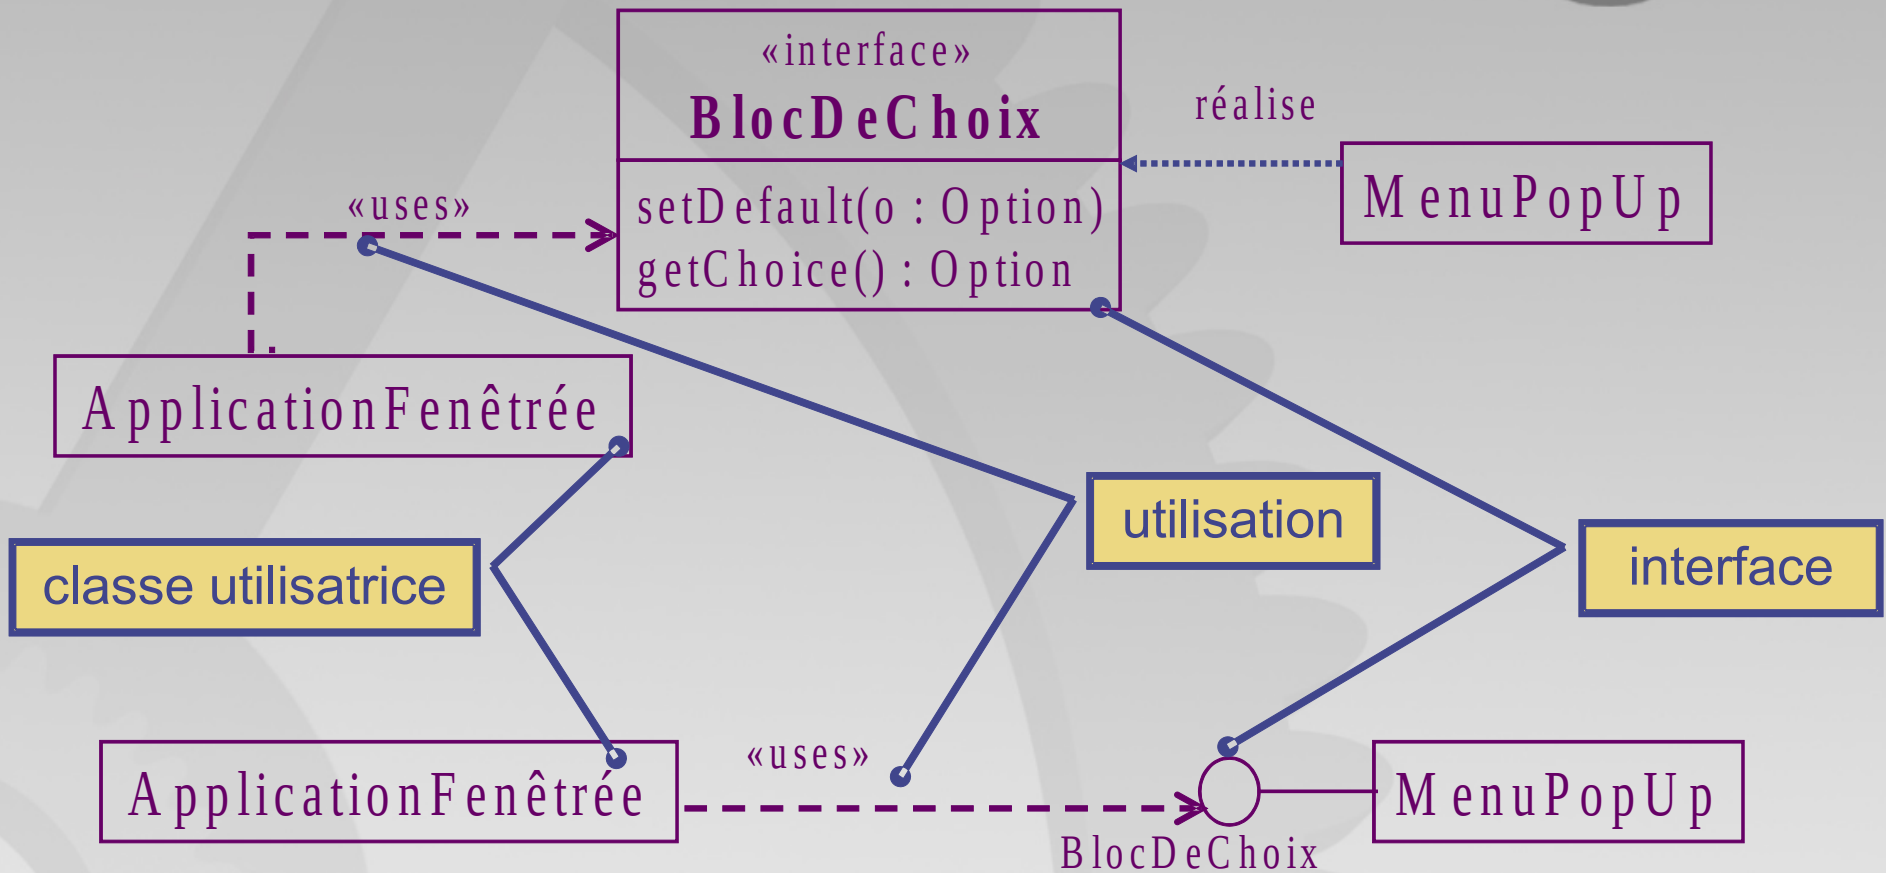 «interface»
BlocDeChoix
réalise
MenuPopUp
«uses»
setDefault(o : Option)
getChoice() : Option
ApplicationFenêtrée
utilisation
interface
classe utilisatrice
«uses»
ApplicationFenêtrée
MenuPopUp
BlocDeChoix